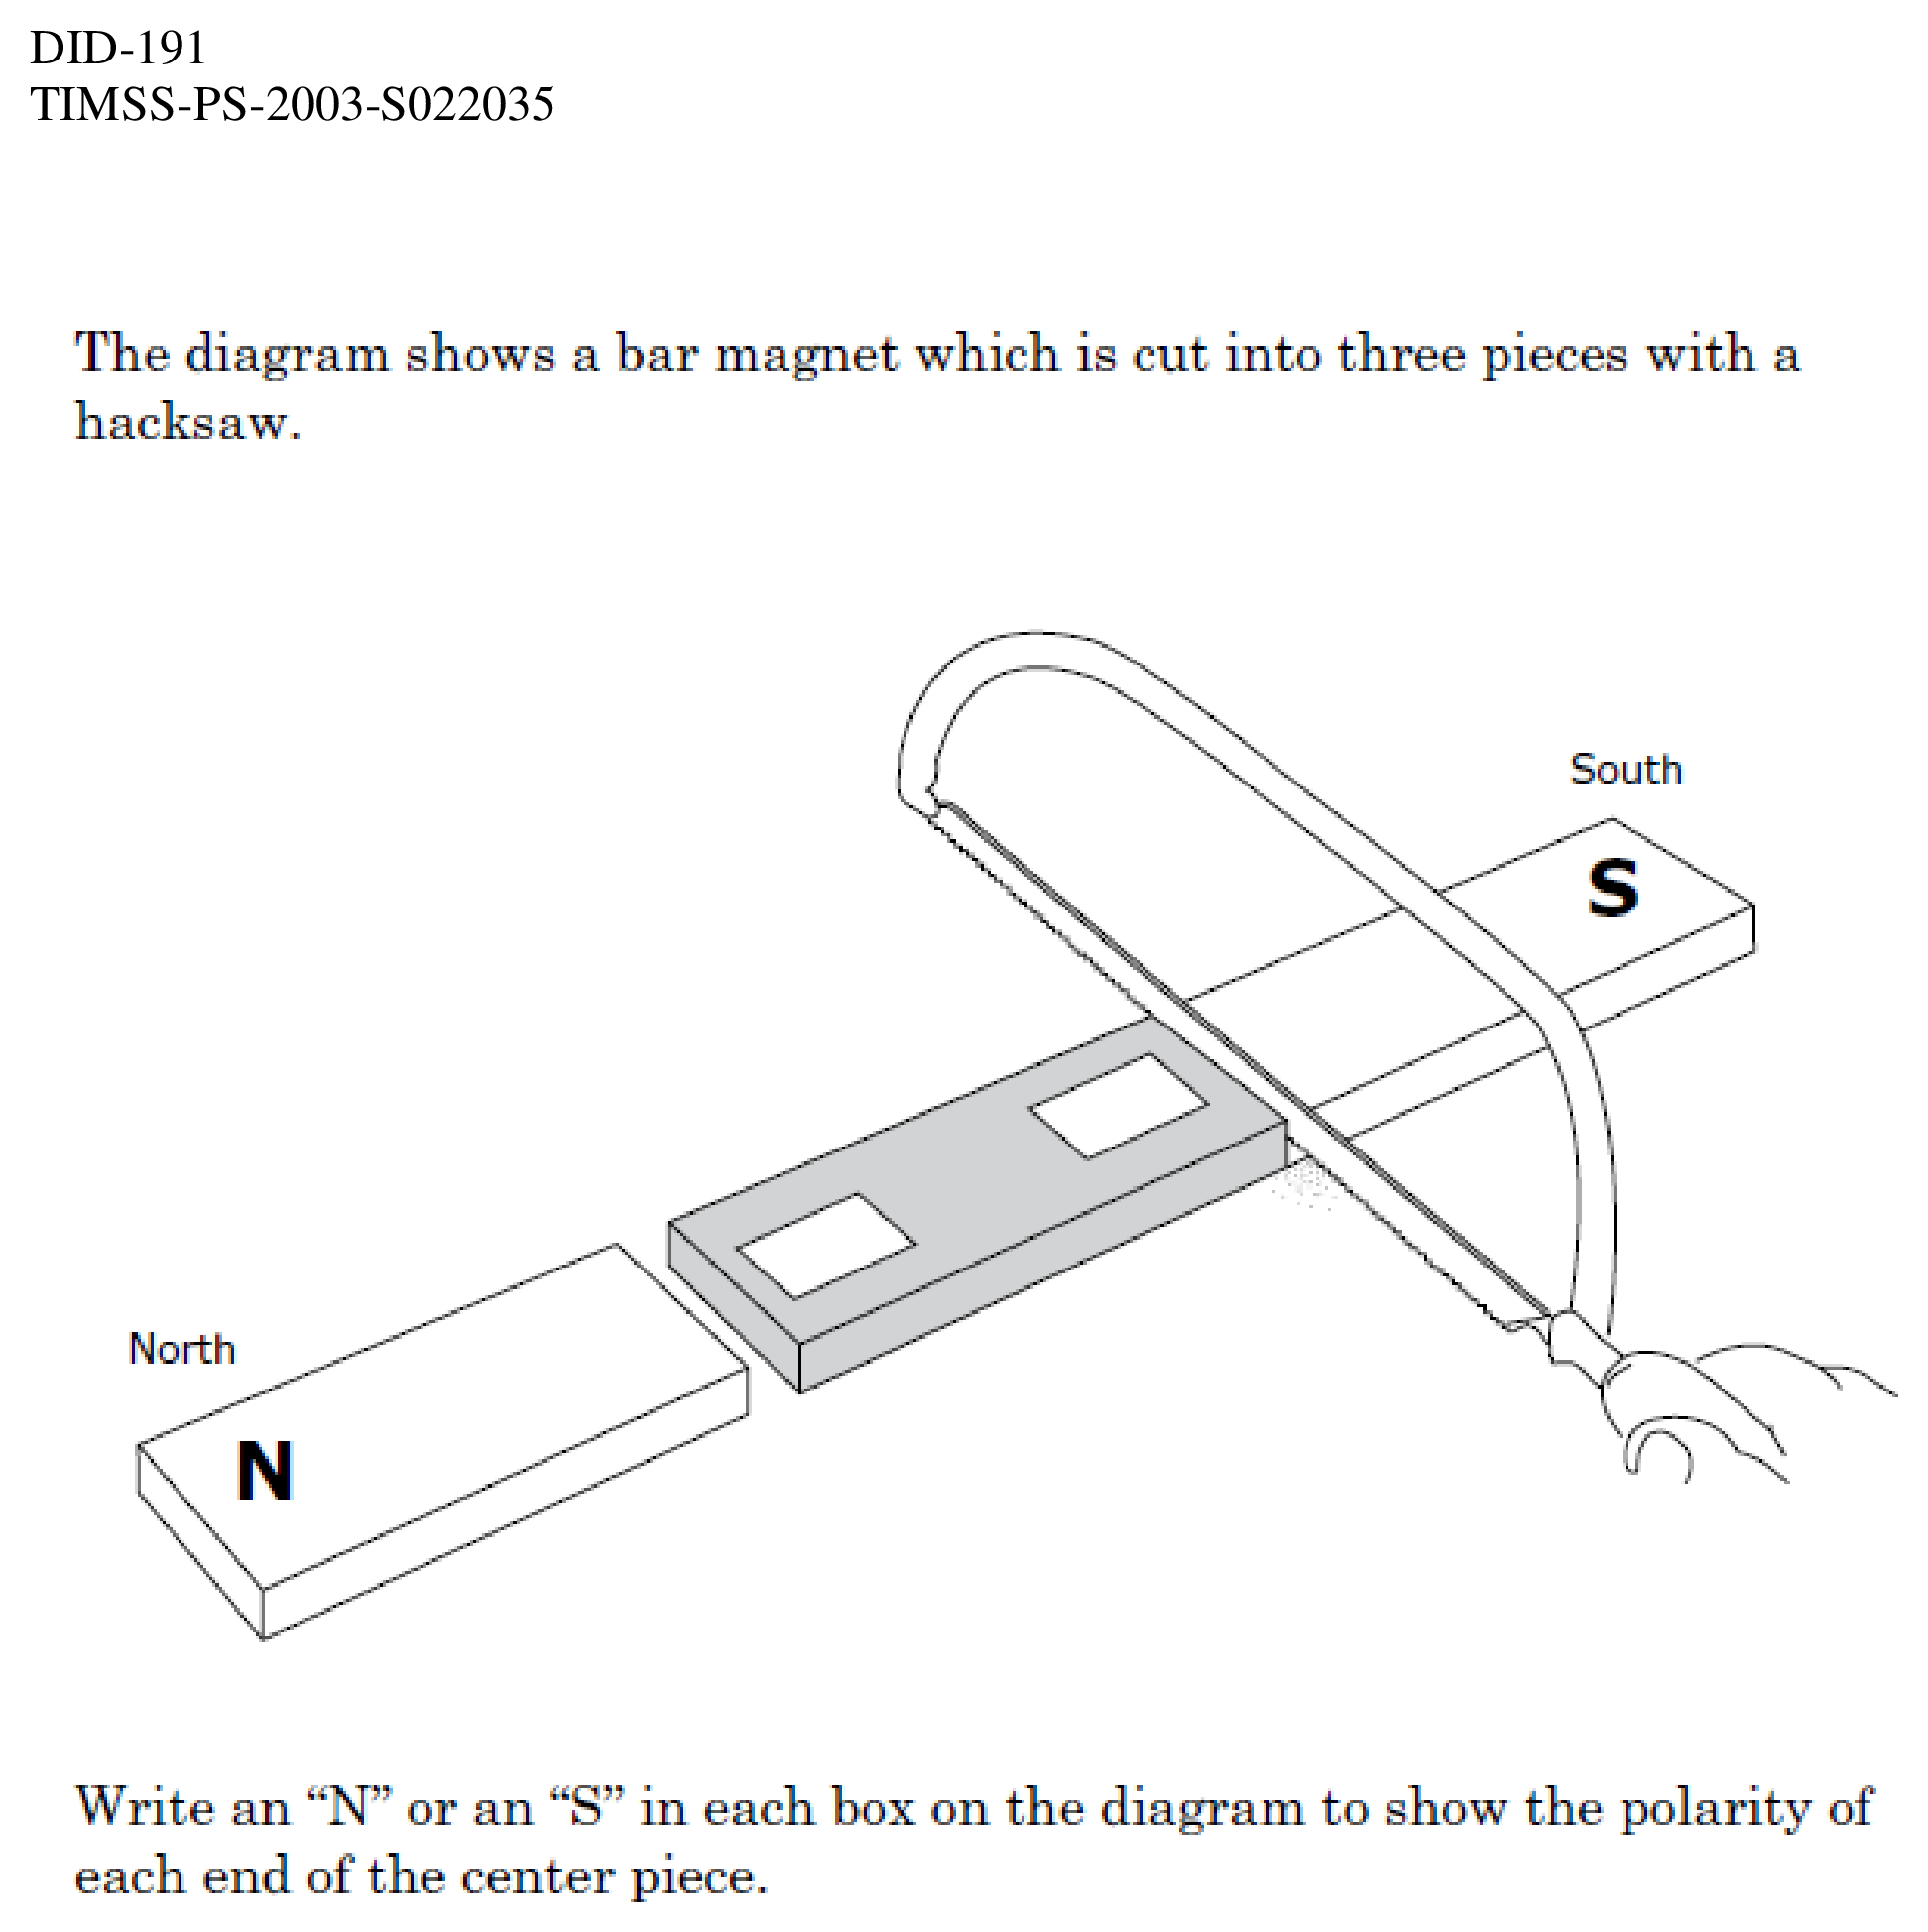 DID-191
TIMSS-PS-2003-S022035
The diagram shows a bar magnet which is cut into three pieces with a
hacksaw.
South
S
North
N
Write an “N” or an “S” in each box on the diagram to show the polarity of
each end of the center piece.